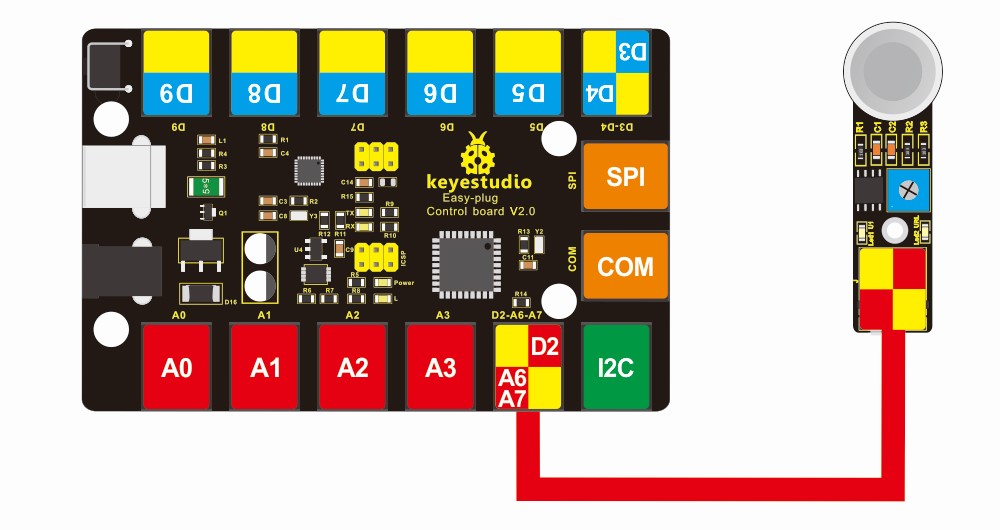 D9
D8
D7
D6
D5
D3
D4
D9
D8
D7
D6
D5
D3-D4
L1
R4
R3
R1
C4
C14
R15
Q1
C3
R2
C8
Y3
TX
RX
R9
R10
keyestudio
Easy-plug
Control board V2.0
SPI
SPI
COM
COM
R12
R11
U4
C9
ICSP
R5
R6
R7
R8
Power
L
D16
R13
Y2
C11
R14
A0
A1
A2
A3
D2-A6-A7
A0
A1
A2
A3
D2
A6
A7
I2C
R1
C1
C2
R2
R3
Led1
U1
Led2